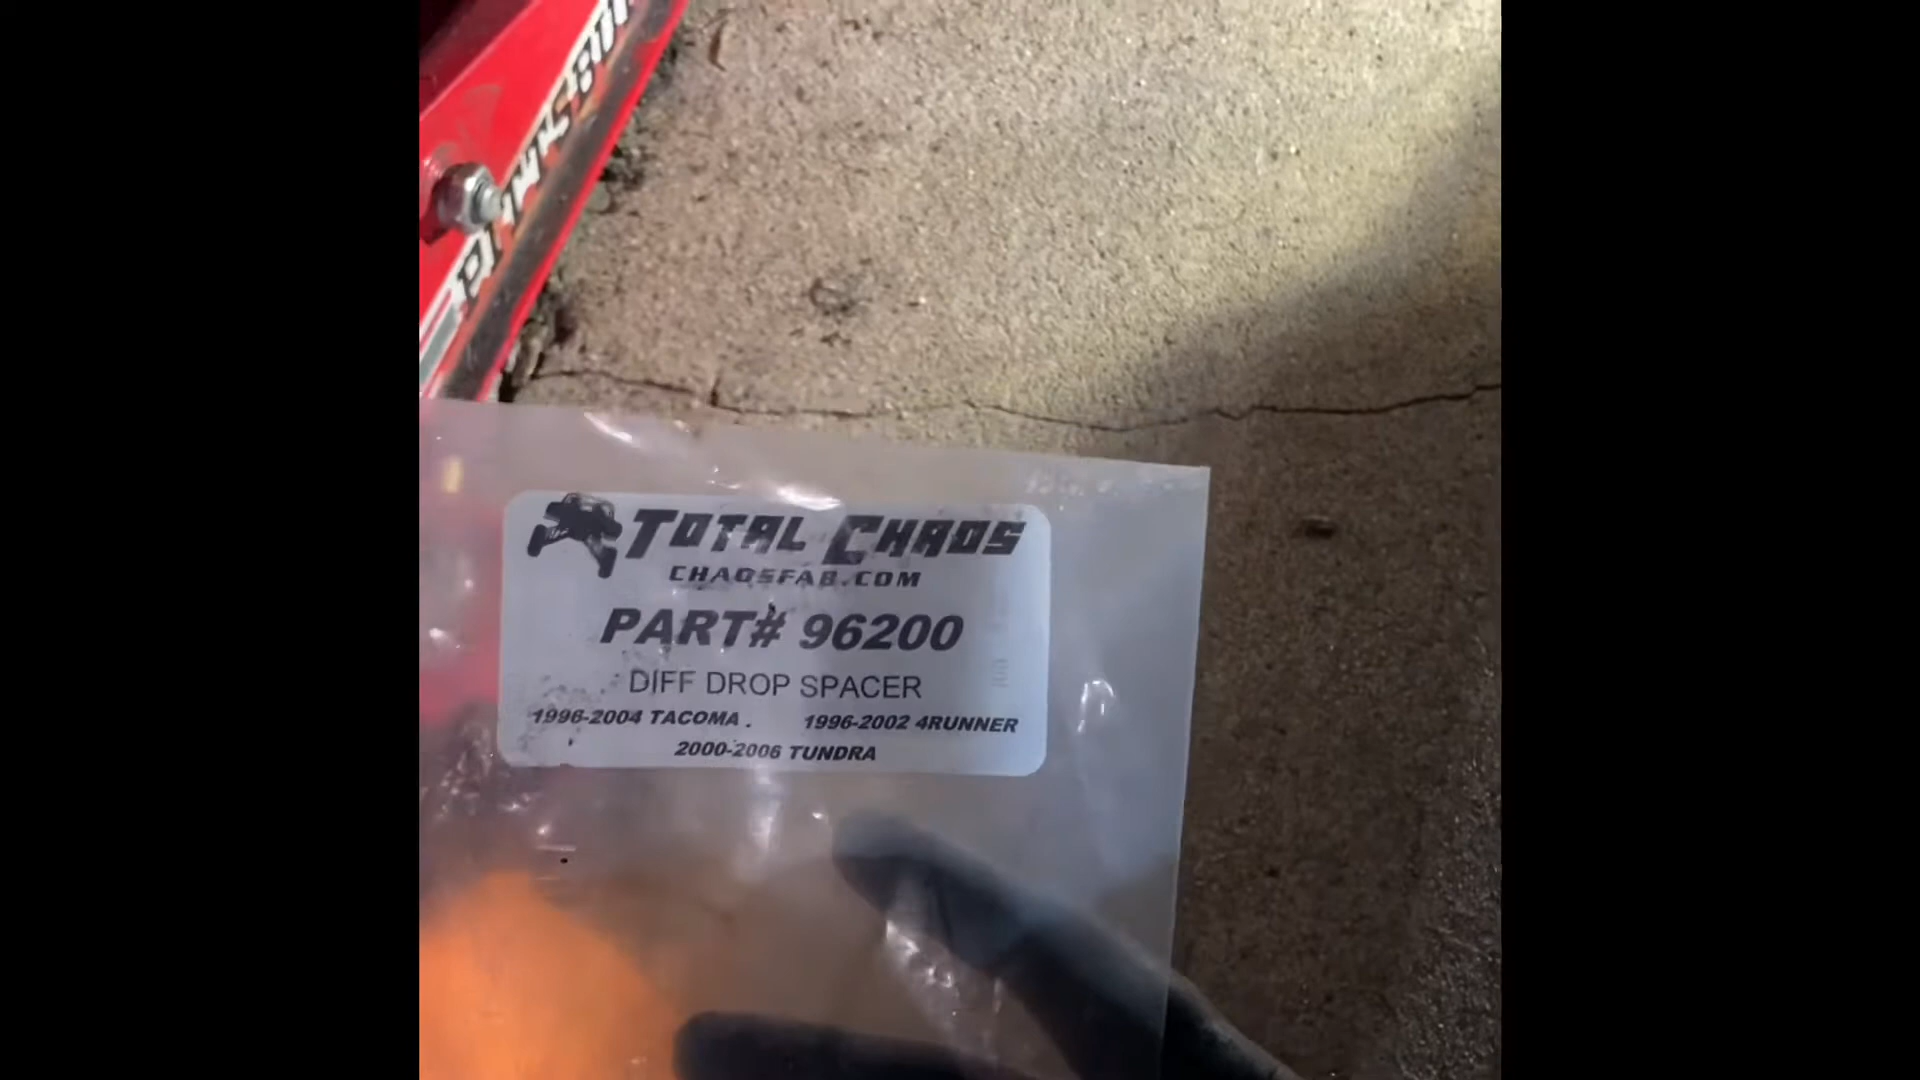 TOTAL CHAOS
CHAOSFAB.COM
PART# 96200
DIFF DROP SPACER
1996-2004 TACOMA . 1996-2002 4RUNNER
2000-2006 TUNDRA